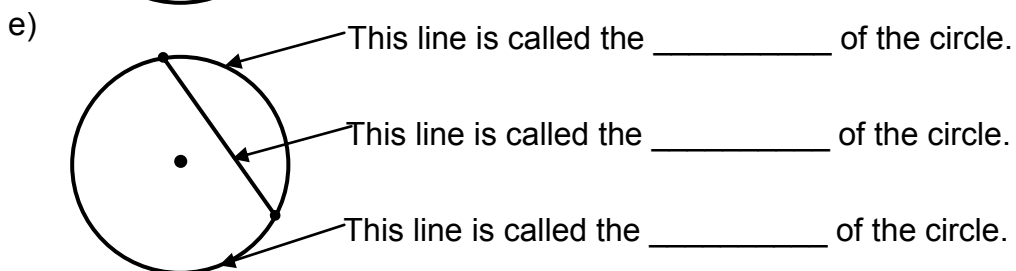 e)
This line is called the __________ of the circle.
This line is called the __________ of the circle.
This line is called the __________ of the circle.